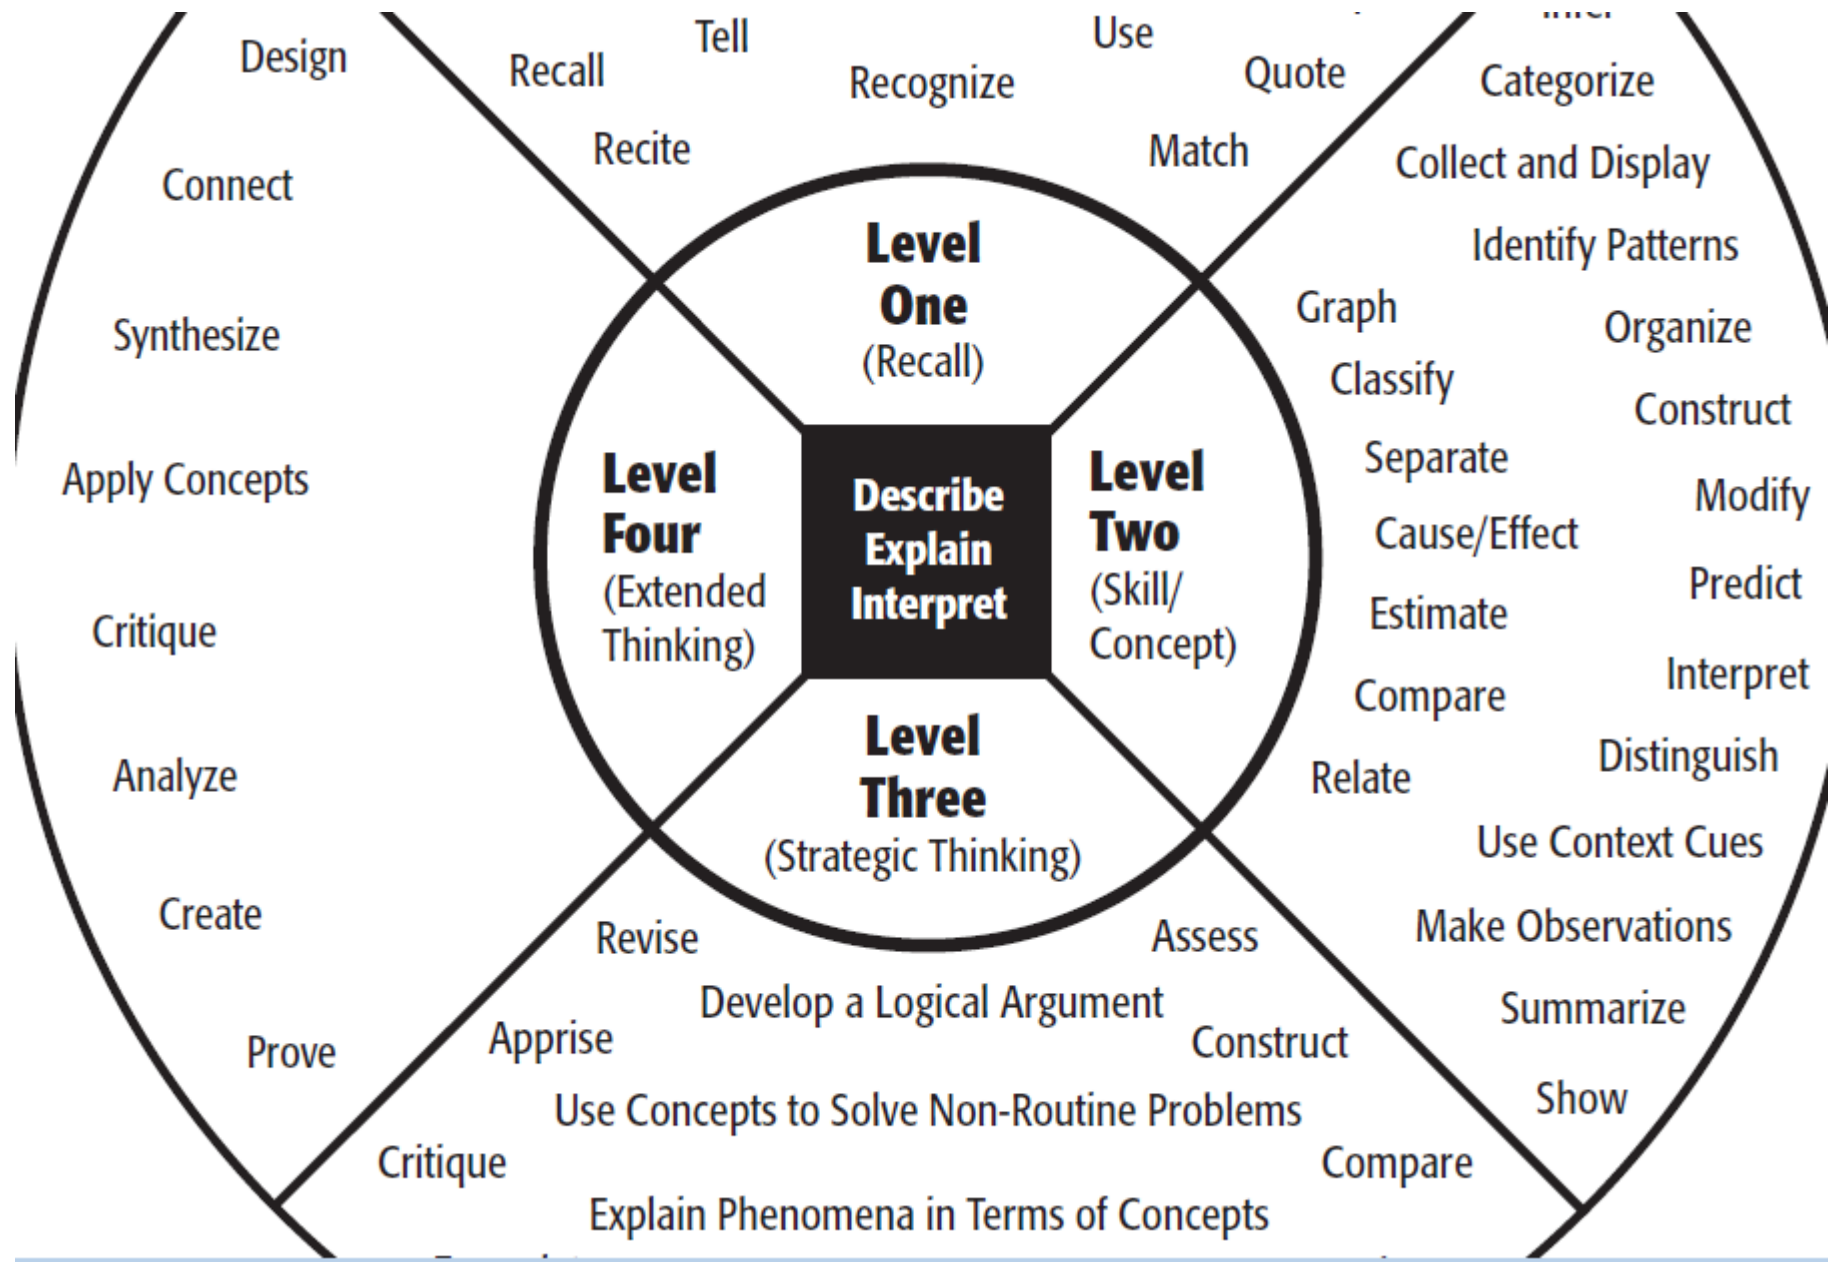 Tell
Use
Design
Recall
Recognize
Quote
Categorize
Recite
Match
Collect and Display
Connect
Identify Patterns
Level
One
(Recall)
Graph
Organize
Synthesize
Classify
Construct
Separate
Modify
Apply Concepts
Level
Four
(Extended
Thinking)
Describe
Explain
Interpret
Level
Two
(Skill/
Concept)
Cause/Effect
Predict
Estimate
Critique
Interpret
Compare
Distinguish
Relate
Analyze
Level
Three
(Strategic Thinking)
Use Context Cues
Create
Revise
Assess
Make Observations
Develop a Logical Argument
Summarize
Prove
Apprise
Construct
Show
Use Concepts to Solve Non-Routine Problems
Critique
Compare
Explain Phenomena in Terms of Concepts